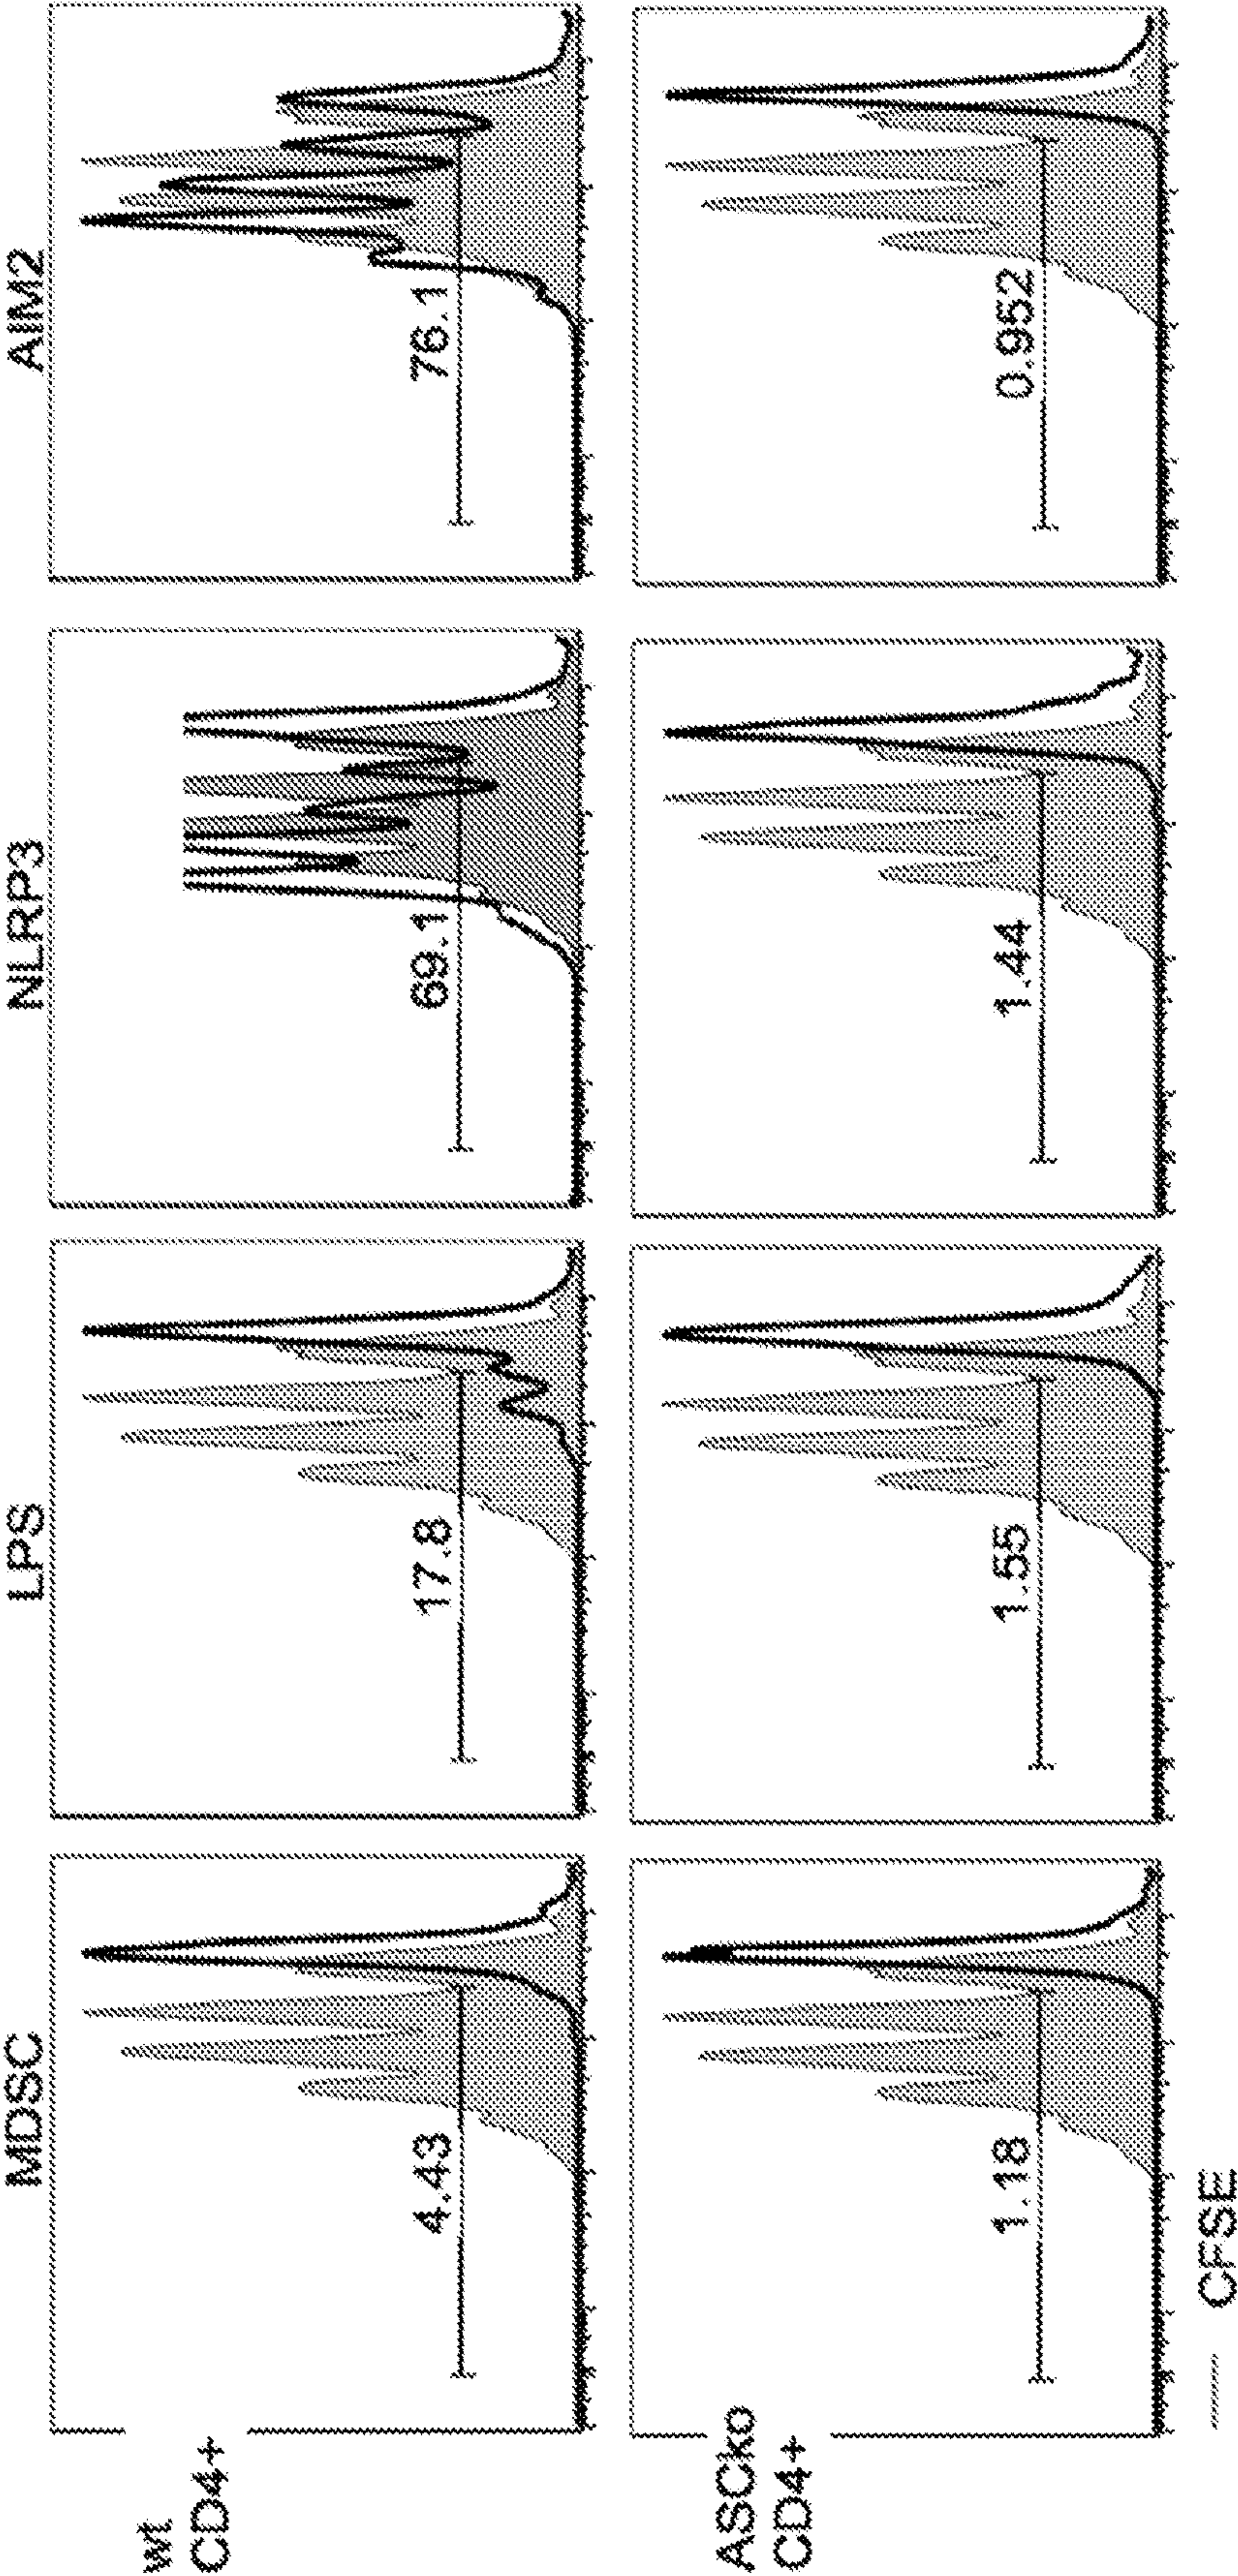 MDSC LPS NLRP3 AIM2
wt
CD4+
4.43 17.8 69.1 76.1
ASCko
CD4+
1.18 1.55 1.44 0.952
CFSE